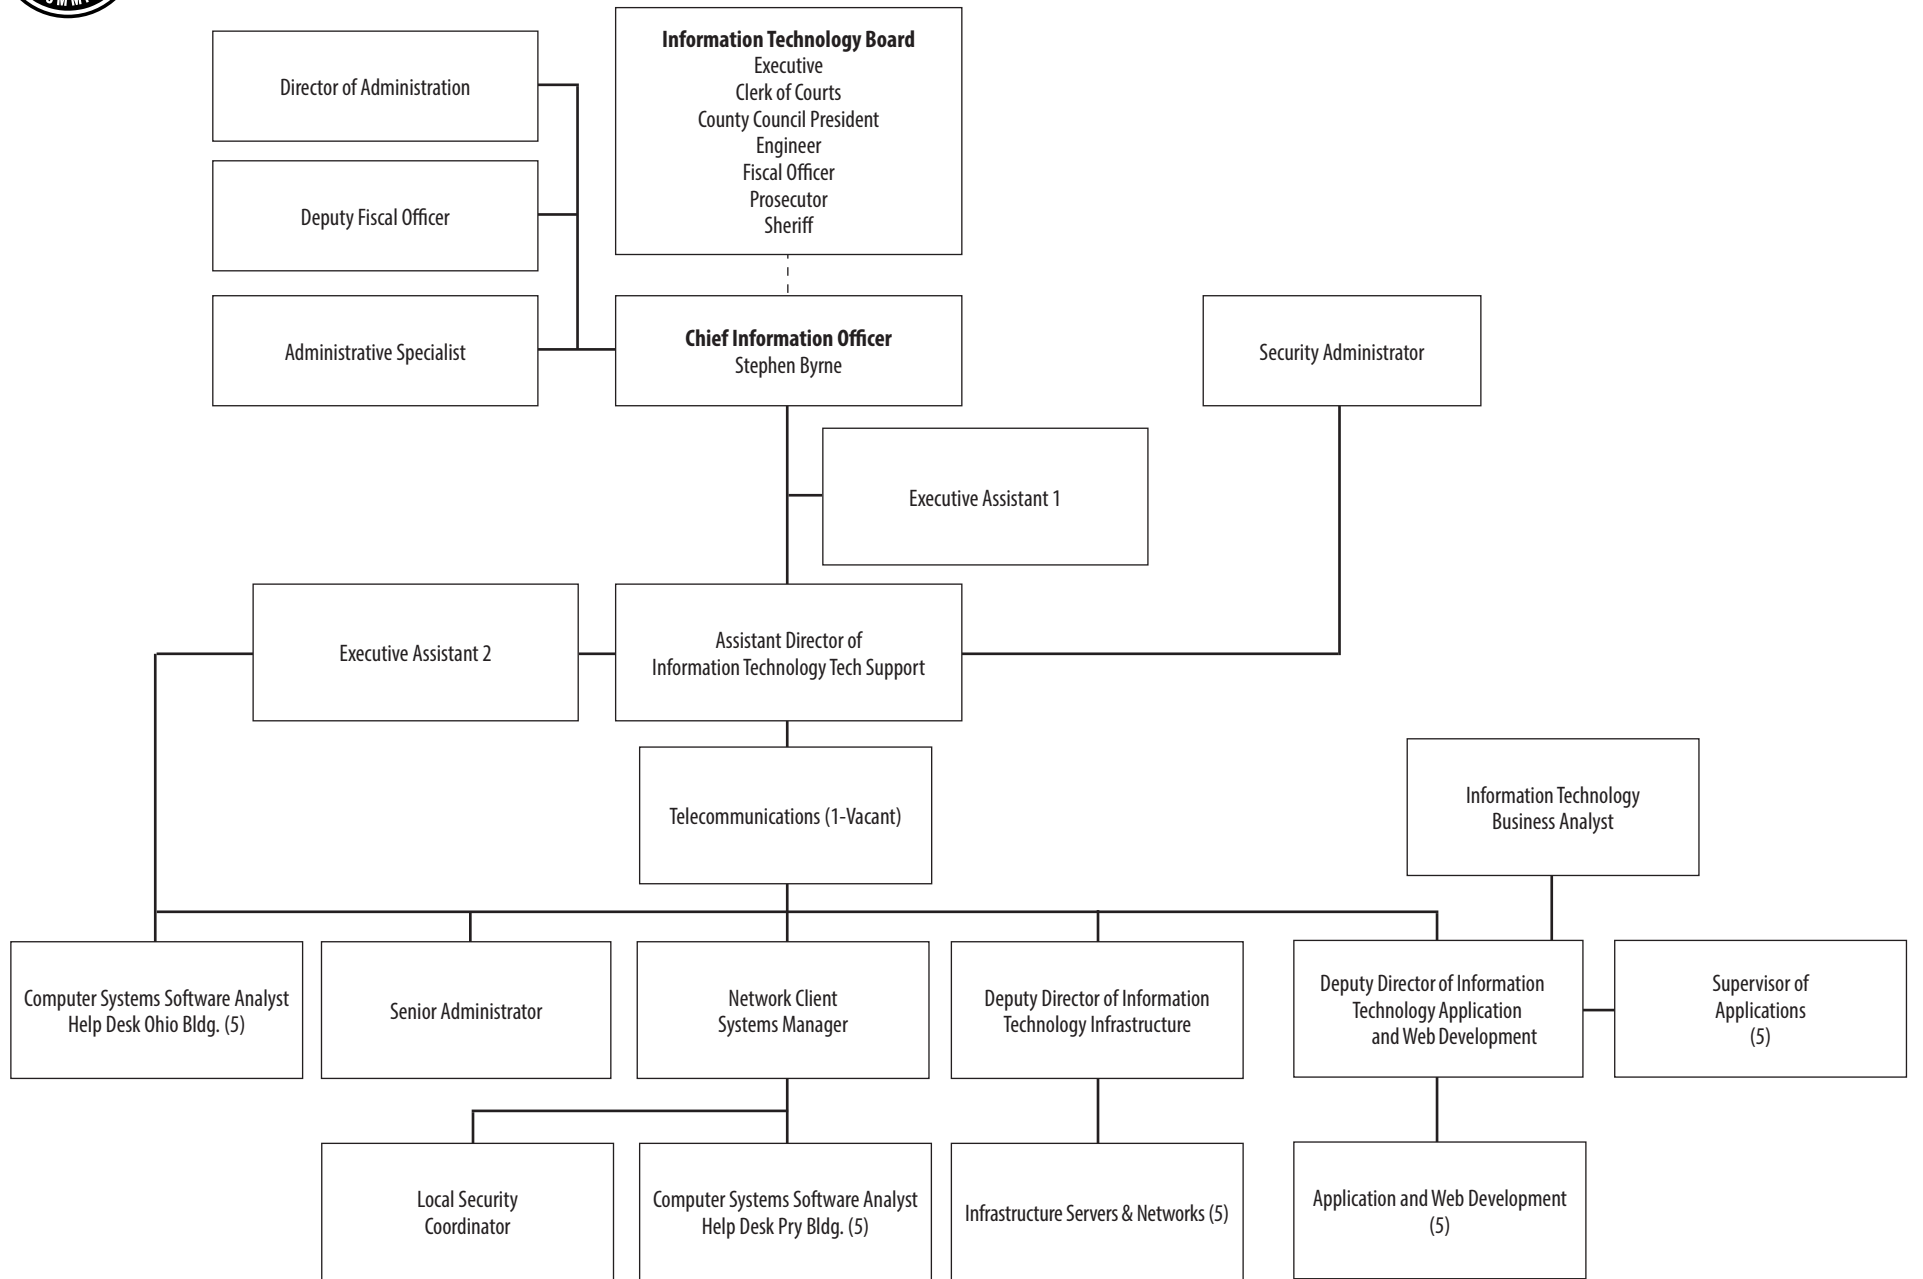 Information Technology Board
Executive
Clerk of Courts
County Council President
Engineer
Fiscal Officer
Prosecutor
Sheriff
Director of Administration
Deputy Fiscal Officer
Administrative Specialist
Chief Information Officer
Stephen Byrne
Security Administrator
Executive Assistant 1
Executive Assistant 2
Assistant Director of
Information Technology Tech Support
Telecommunications (1-Vacant)
Information Technology
Business Analyst
Computer Systems Software Analyst
Help Desk Ohio Bldg. (5)
Senior Administrator
Network Client
Systems Manager
Deputy Director of Information
Technology Infrastructure
Deputy Director of Information
Technology Application
and Web Development
Supervisor of
Applications
(5)
Local Security
Coordinator
Computer Systems Software Analyst
Help Desk Pry Bldg. (5)
Infrastructure Servers & Networks (5)
Application and Web Development
(5)